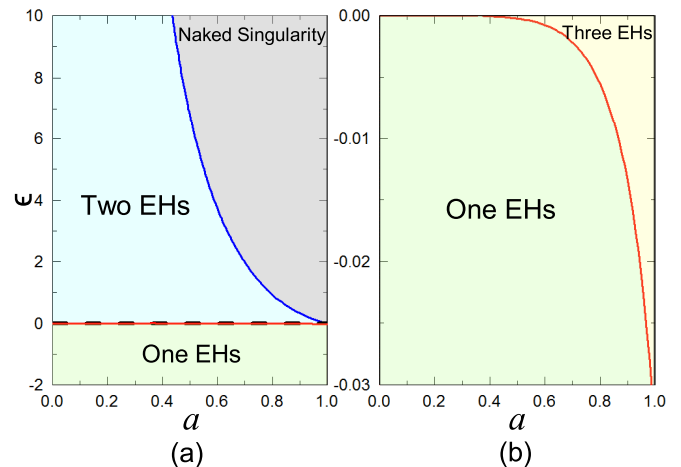 10
8
6
4
2
0
-2
ϵ
Naked Singularity
Two EHs
One EHs
0.0 0.2 0.4 0.6 0.8 1.0
a
(a)
0.00
-0.01
-0.02
-0.03
Three EHs
One EHs
0.0 0.2 0.4 0.6 0.8 1.0
a
(b)